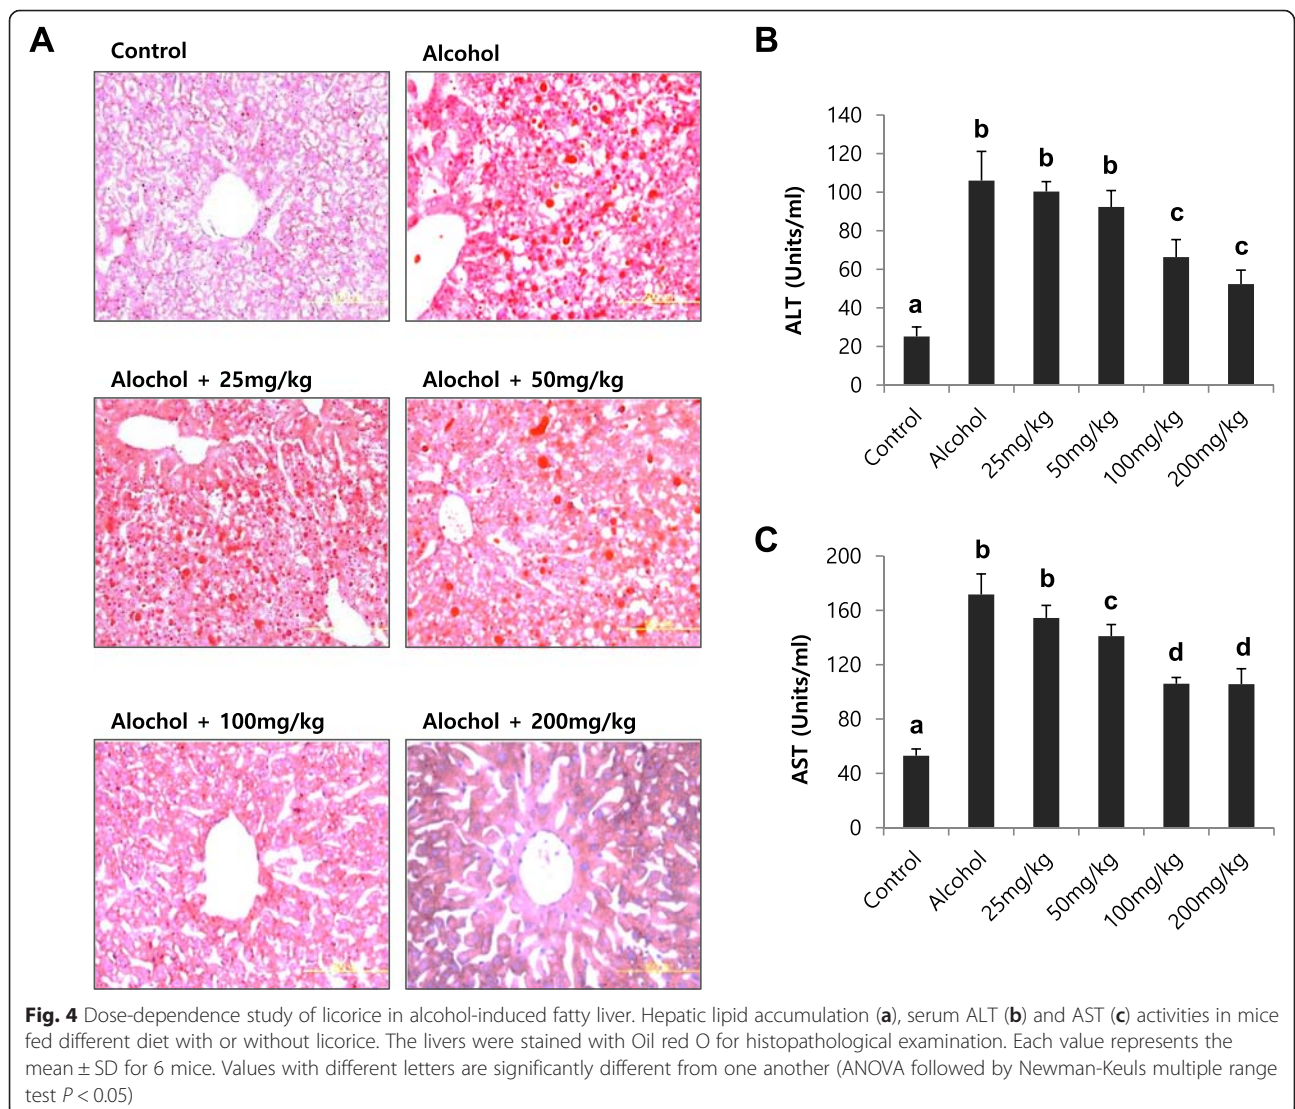 A
Control
Alcohol
Alochol + 25mg/kg
Alochol + 50mg/kg
Alochol + 100mg/kg
Alochol + 200mg/kg
B
ALT (Units/ml)
140
120
100
80
60
40
20
0
a
b
b
b
c
c
Control
Alcohol
25mg/kg
50mg/kg
100mg/kg
200mg/kg
C
AST (Units/ml)
200
160
120
80
40
0
a
b
b
c
d
d
Control
Alcohol
25mg/kg
50mg/kg
100mg/kg
200mg/kg
Fig. 4 Dose-dependence study of licorice in alcohol-induced fatty liver. Hepatic lipid accumulation (a), serum ALT (b) and AST (c) activities in mice
fed different diet with or without licorice. The livers were stained with Oil red O for histopathological examination. Each value represents the
mean ± SD for 6 mice. Values with different letters are significantly different from one another (ANOVA followed by Newman-Keuls multiple range
test P < 0.05)